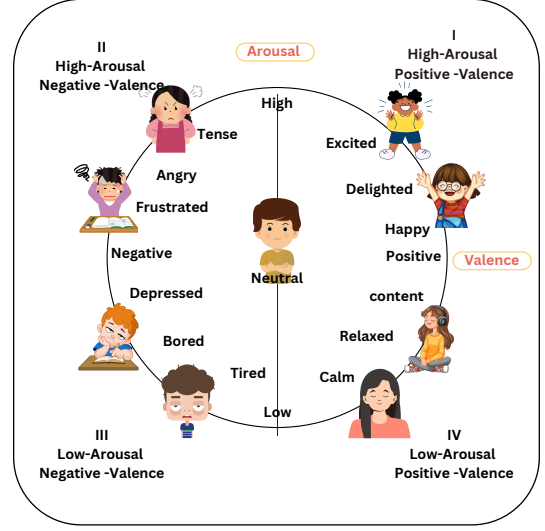 Arousal
II
High-Arousal
Negative -Valence
I
High-Arousal
Positive -Valence
High
Tense
Excited
Angry
Delighted
Frustrated
Happy
Negative
Positive
Valence
Neutral
Depressed
content
Bored
Relaxed
Tired
Calm
Low
III
Low-Arousal
Negative -Valence
IV
Low-Arousal
Positive -Valence